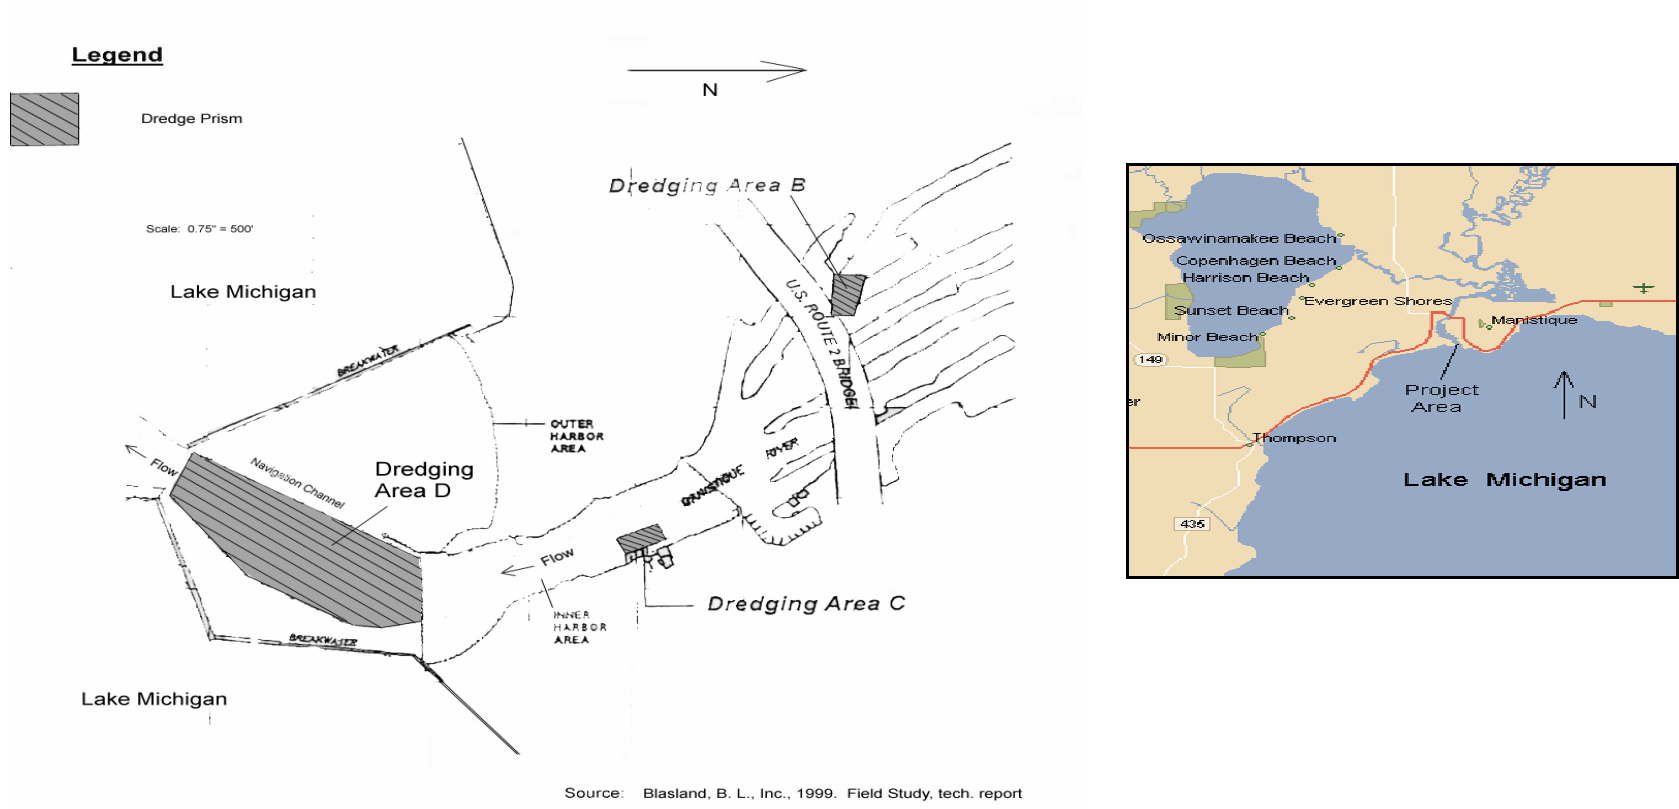 Legend
N
Dredge Prism
Dredging Area B
Scale: 0.75" = 500'
Lake Michigan
U.S. ROUTE 2 BRIDGE
BREAKWATER
OUTER
HARBOR
AREA
RIVER
Flow
Navigation Channel
Dredging
Area D
Flow
Dredging Area C
INNER
HARBOR
AREA
BREAKWATER
Lake Michigan
Source: Blasland, B. L., Inc., 1999. Field Study, tech. report
Ossawinamakee Beach
Copenhagen Beach
Harrison Beach
Evergreen Shores
Sunset Beach
Manistique
Minor Beach
149
Project
Area
N
er
Thompson
Lake Michigan
435